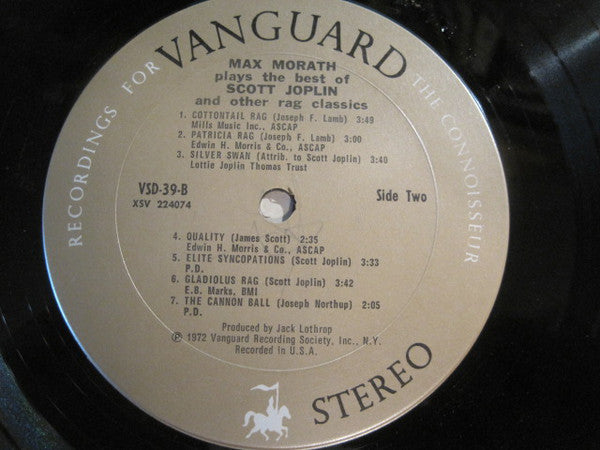 RECORDINGS FOR VANGUARD THE CONNOISSEUR
MAX MORATH
plays the best of
SCOTT JOPLIN
and other rag classics
1. COTTONTAIL RAG (Joseph F. Lamb) 3:49
Mills Music Inc., ASCAP
2. PATRICIA RAG (Joseph F. Lamb) 3:00
Edwin H. Morris & Co., ASCAP
3. SILVER SWAN (Attrib. to Scott Joplin) 3:40
Lottie Joplin Thomas Trust
VSD-39-B
XSV 224074
Side Two
4. QUALITY (James Scott) 2:35
Edwin H. Morris & Co., ASCAP
5. ELITE SYNCOPATIONS (Scott Joplin) 3:33
P.D.
6. GLADIOLUS RAG (Scott Joplin) 3:42
E.B. Marks, BMI
7. THE CANNON BALL (Joseph Northup) 2:05
P.D.
Produced by Jack Lothrop
℗ 1972 Vanguard Recording Society, Inc., N.Y.
Recorded in U.S.A.
STEREO